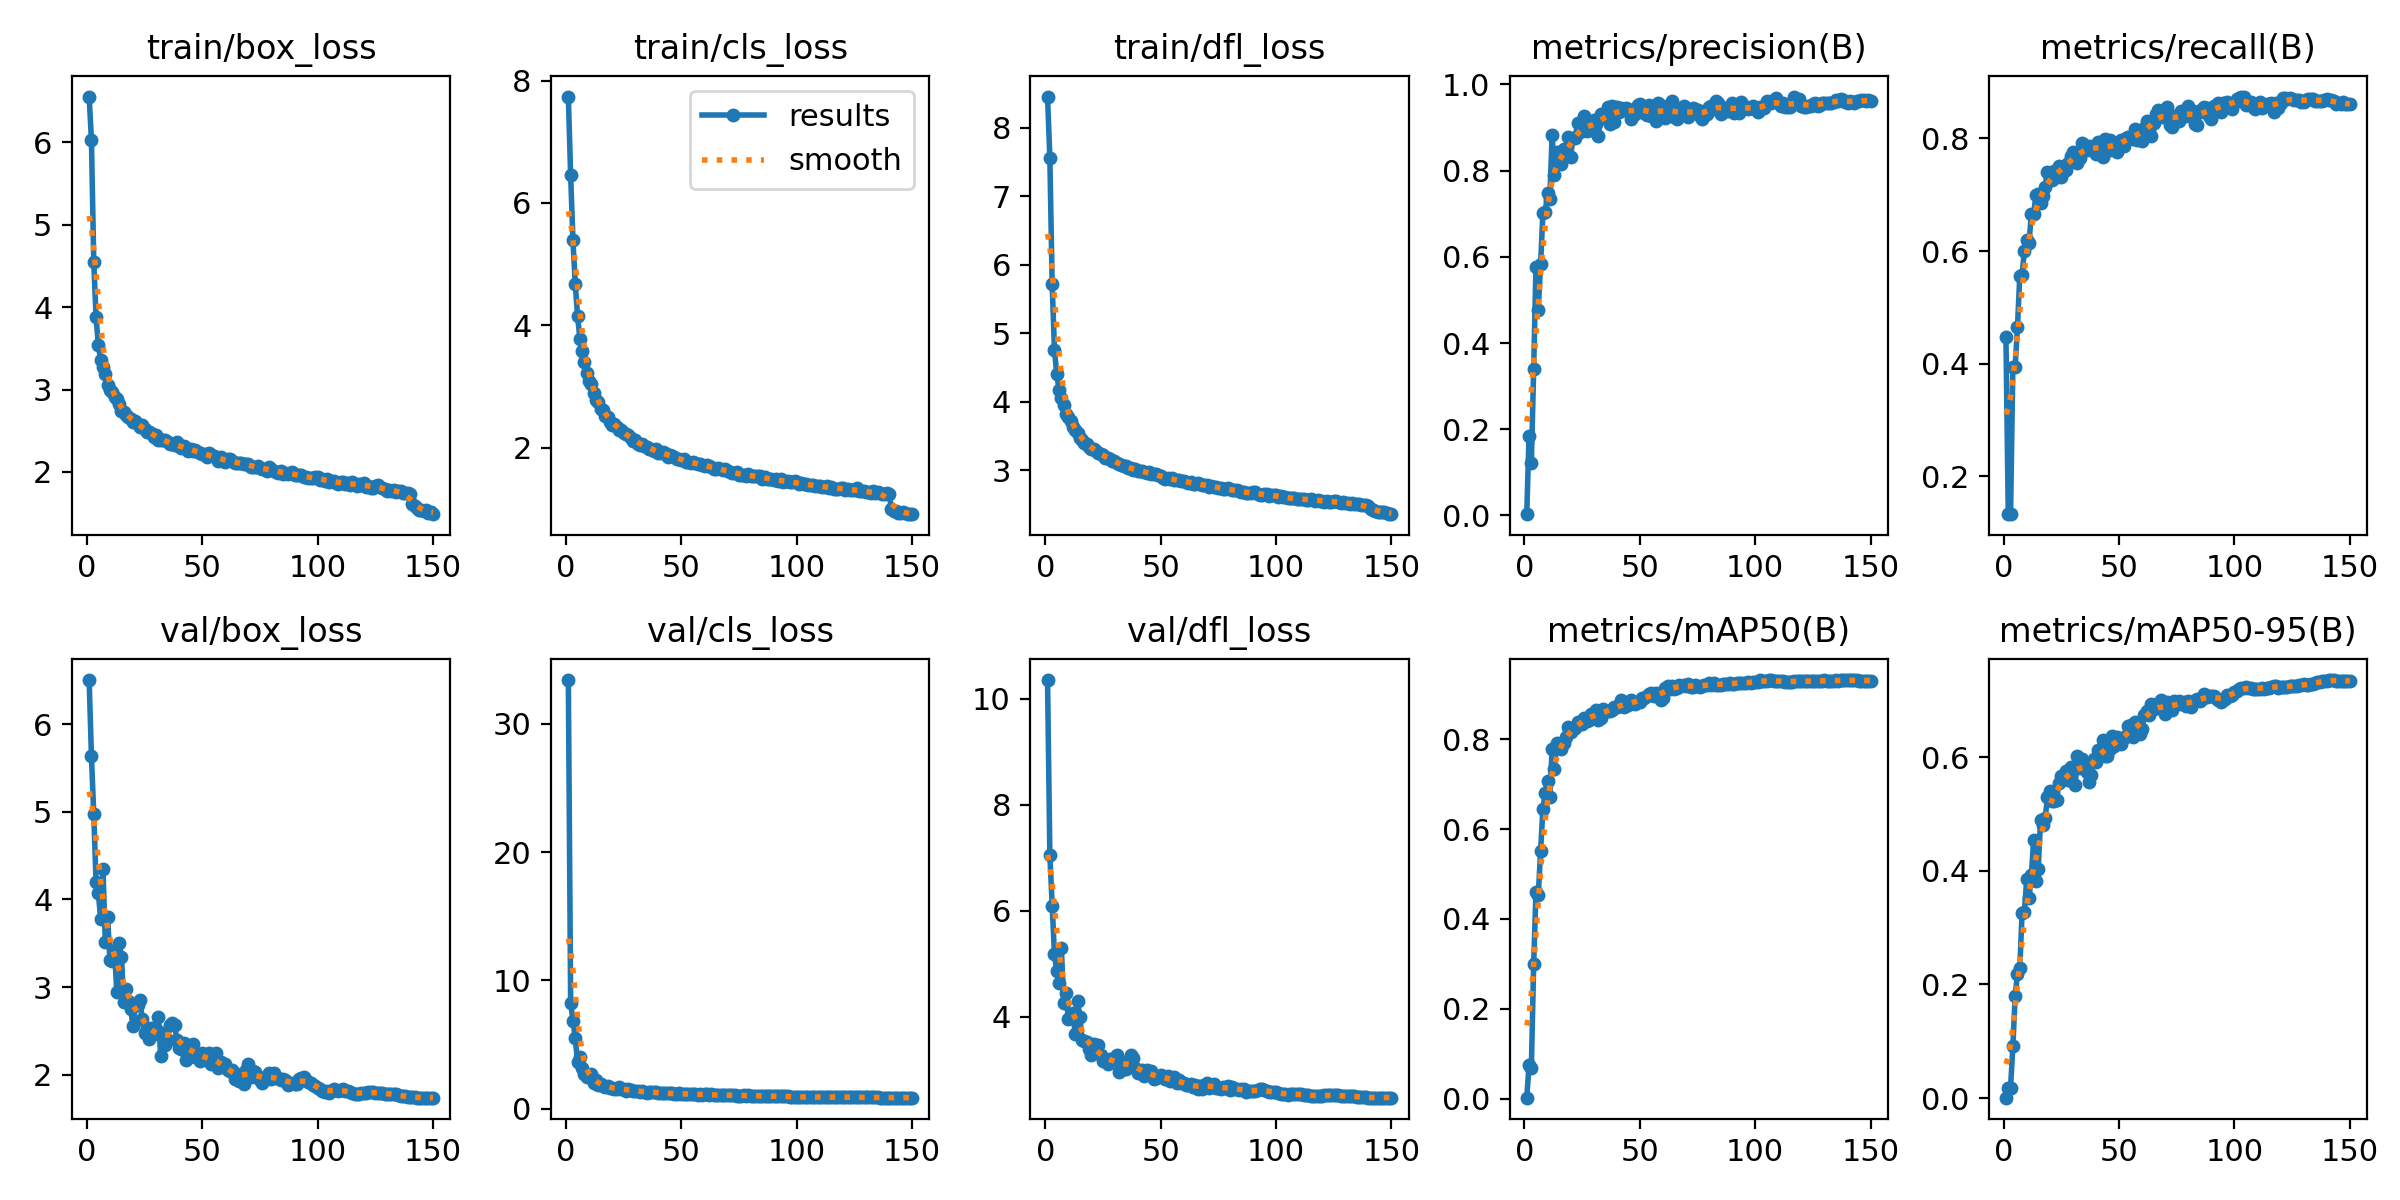 train/box_loss
6
5
4
3
2
0 50 100 150
train/cls_loss
results
smooth
8
6
4
2
0 50 100 150
train/dfl_loss
8
7
6
5
4
3
0 50 100 150
metrics/precision(B)
1.0
0.8
0.6
0.4
0.2
0.0
0 50 100 150
metrics/recall(B)
0.8
0.6
0.4
0.2
0 50 100 150
val/box_loss
6
5
4
3
2
0 50 100 150
val/cls_loss
30
20
10
0
0 50 100 150
val/dfl_loss
10
8
6
4
0 50 100 150
metrics/mAP50(B)
0.8
0.6
0.4
0.2
0.0
0 50 100 150
metrics/mAP50-95(B)
0.6
0.4
0.2
0.0
0 50 100 150